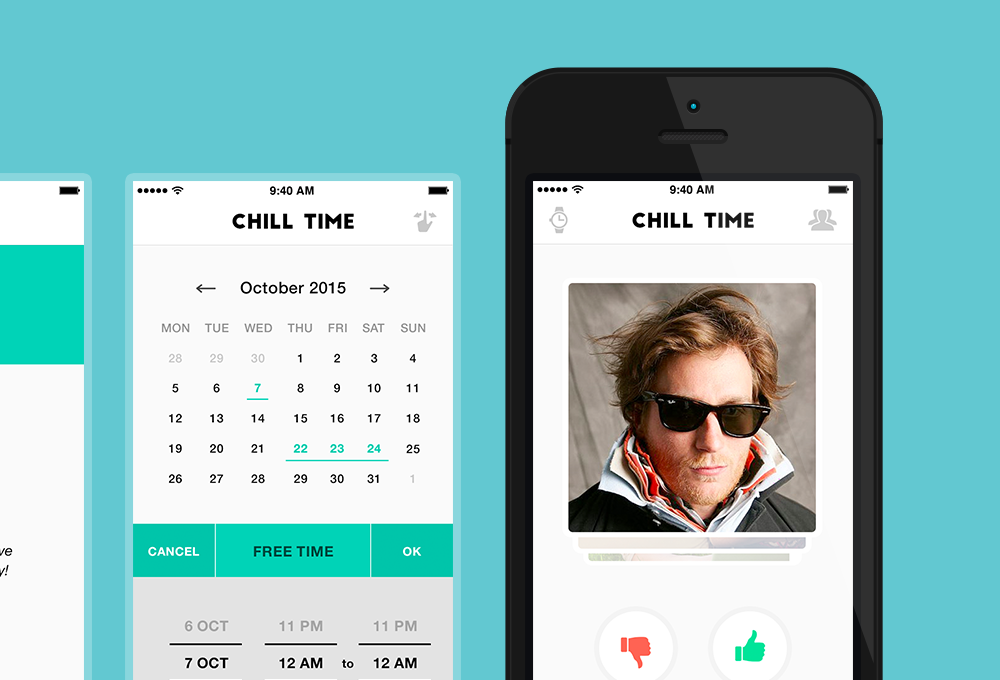 ve
y!
9:40 AM
CHILL TIME
October 2015
MON TUE WED THU FRI SAT SUN
28 29 30 1 2 3 4
5 6 7 8 9 10 11
12 13 14 15 16 17 18
19 20 21 22 23 24 25
26 27 28 29 30 31 1
CANCEL FREE TIME OK
6 OCT 11 PM 11 PM
7 OCT 12 AM to 12 AM
9:40 AM
CHILL TIME